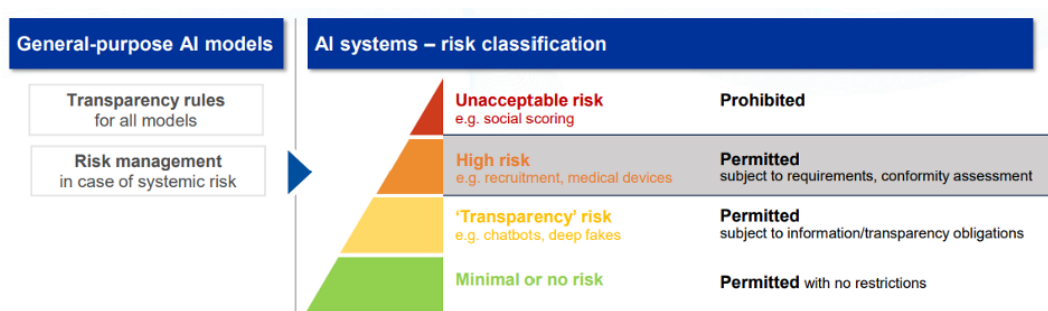 General-purpose AI models
Transparency rules
for all models
Risk management
in case of systemic risk
AI systems – risk classification
Unacceptable risk
e.g. social scoring
Prohibited
High risk
e.g. recruitment, medical devices
Permitted
subject to requirements, conformity assessment
‘Transparency’ risk
e.g. chatbots, deep fakes
Permitted
subject to information/transparency obligations
Minimal or no risk
Permitted with no restrictions